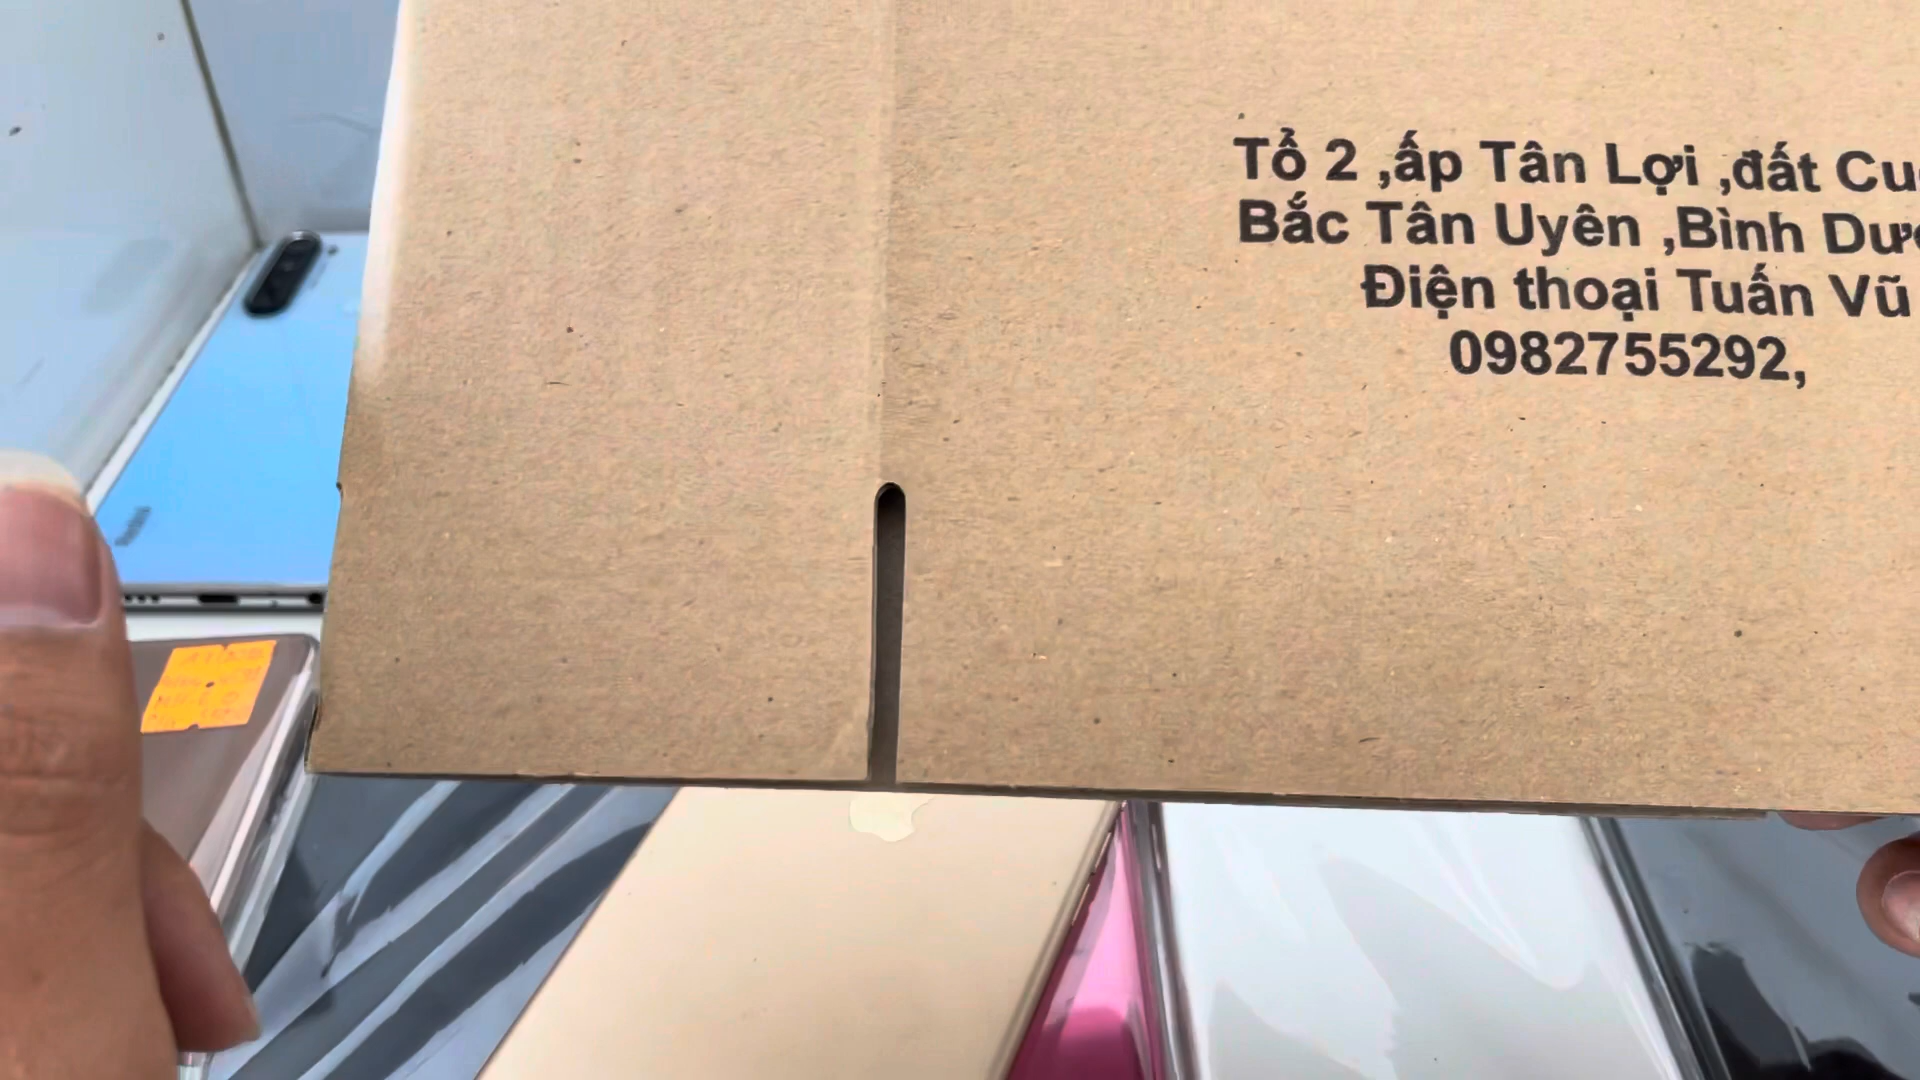 Tổ 2 ,ấp Tân Lợi ,đất
Bắc Tân Uyên ,Bình
Điện thoại Tuấn Vũ
0982755292,